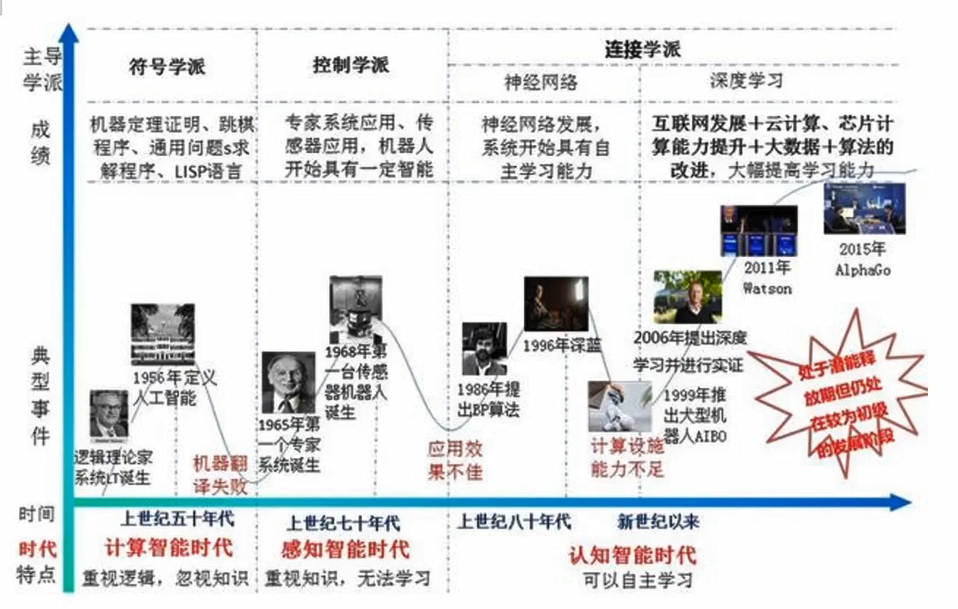 主导
学派
符号学派
控制学派
连接学派
神经网络
深度学习
成
绩
机器定理证明、跳棋
程序、通用问题s求
解程序、LISP语言
专家系统应用、传
感器应用，机器人
开始具有一定智能
神经网络发展，
系统开始具有自
主学习能力
互联网发展＋云计算、芯片计
算能力提升＋大数据＋算法的
改进，大幅提高学习能力
典
型
事
件
逻辑理论家
系统LT诞生
1956年定义
人工智能
机器翻
译失败
1965年第
一个专家
系统诞生
1968年第
一台传感
器机器人
诞生
应用效
果不佳
1986年提
出BP算法
1996年深蓝
计算设施
能力不足
1999年推
出犬型机
器人AIBO
2006年提出深度
学习并进行实证
2011年
Watson
2015年
AlphaGo
处于潜能释
放期但仍处
在较为初级
的发展阶段
时间
上世纪五十年代
上世纪七十年代
上世纪八十年代
新世纪以来
时代
特点
计算智能时代
重视逻辑，忽视知识
感知智能时代
重视知识，无法学习
认知智能时代
可以自主学习